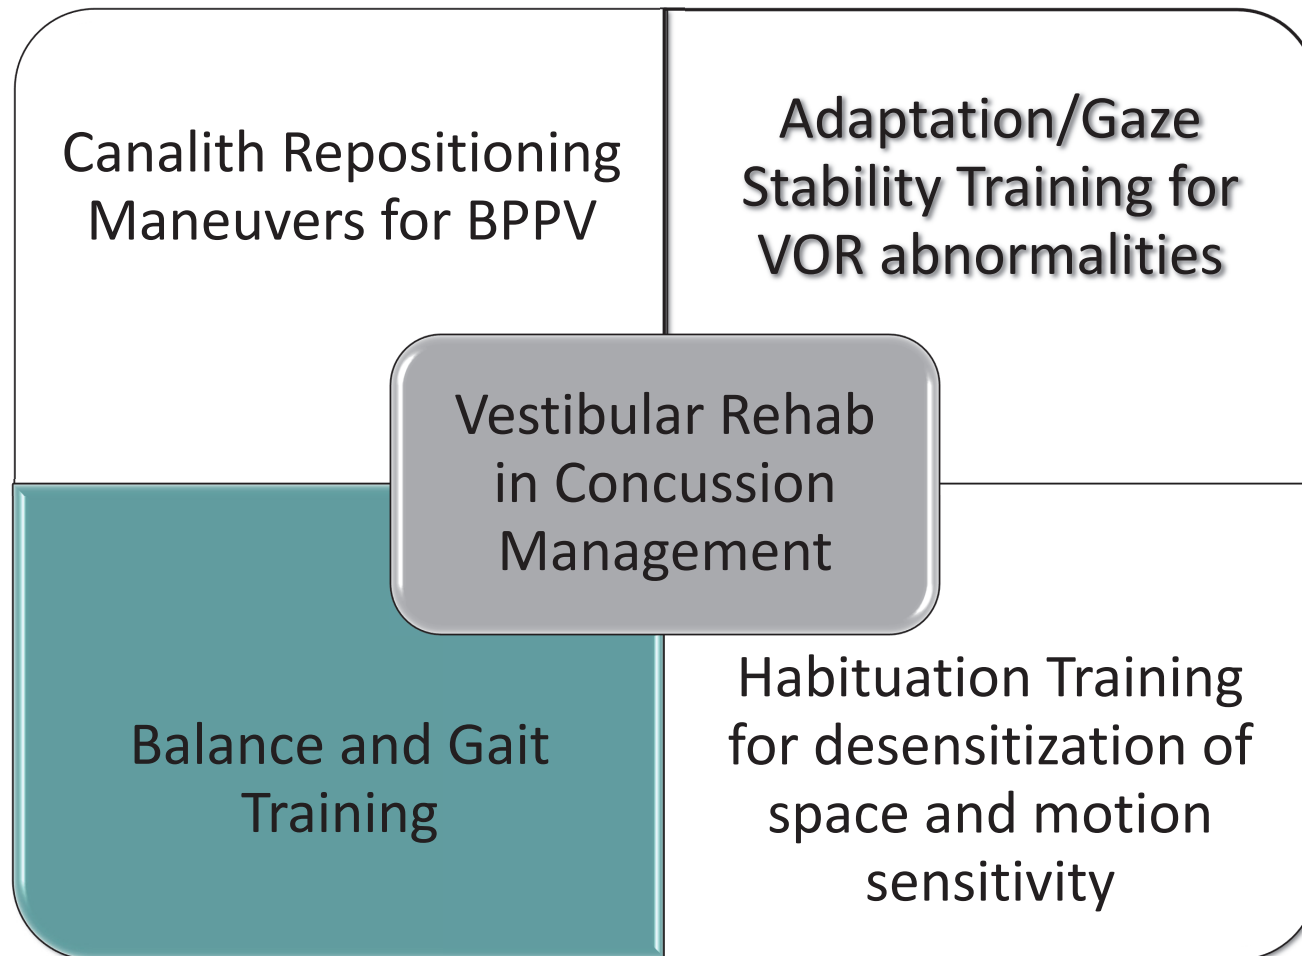 Canalith Repositioning
Maneuvers for BPPV
Adaptation/Gaze
Stability Training for
VOR abnormalities
Vestibular Rehab
in Concussion
Management
Balance and Gait
Training
Habituation Training
for desensitization of
space and motion
sensitivity